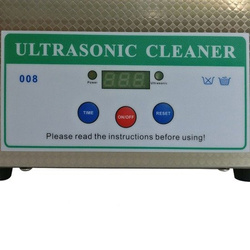 ULTRASONIC CLEANER
008
Power
Ultrasonic
TIME
ON/OFF
RESET
Please read the instructions before using!